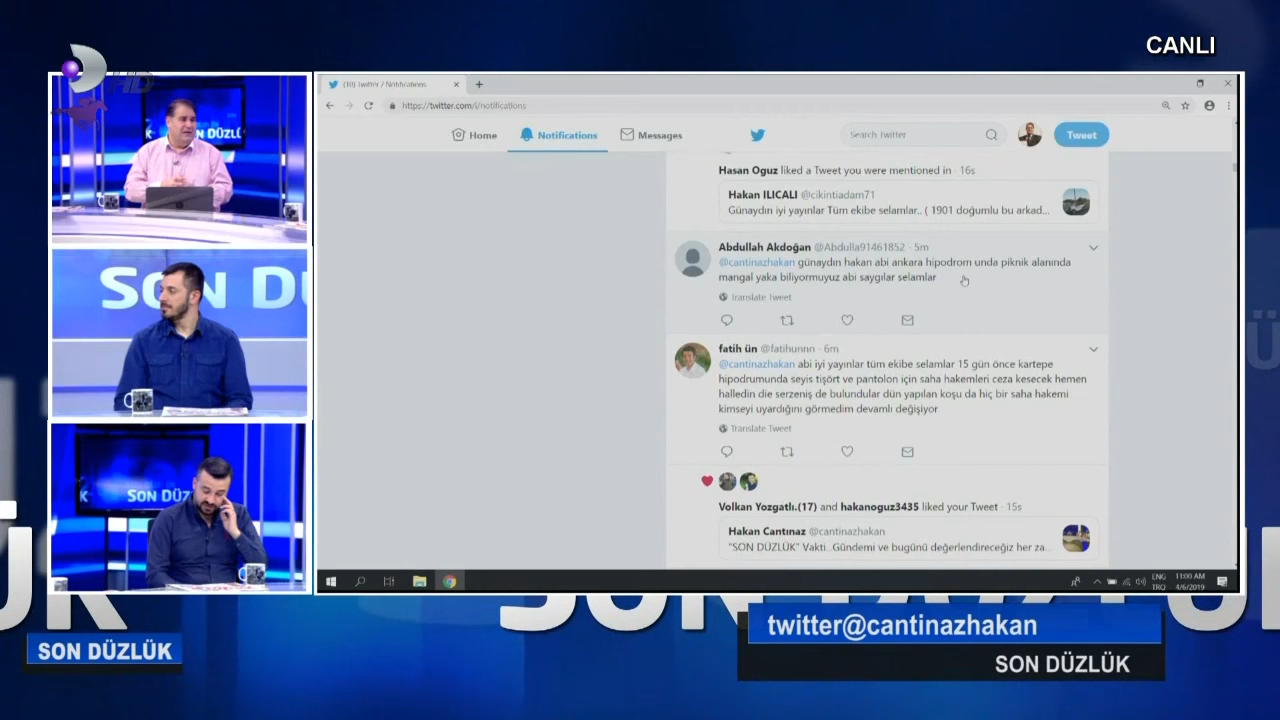 CANLI
HD
SON DÜZLÜK
SON DÜ
SON DÜZ
(10) Twitter / Notifications
https://twitter.com/i/notifications
Home
Notifications
Messages
Search Twitter
Tweet
Hasan Oguz liked a Tweet you were mentioned in · 16s
Hakan ILICALI @cikintiadam71
Günaydın iyi yayınlar Tüm ekibe selamlar.. ( 1901 doğumlu bu arkad...
Abdullah Akdoğan @Abdulla91461852 · 5m
@cantinazhakan günaydın hakan abi ankara hipodrom unda piknik alanında
mangal yaka biliyormuyuz abi saygılar selamlar
Translate Tweet
fatih ün @fatihunnn · 6m
@cantinazhakan abi iyi yayınlar tüm ekibe selamlar 15 gün önce kartepe
hipodrumunda seyis tişört ve pantolon için saha hakemleri ceza kesecek hemen
halledin die serzeniş de bulundular dün yapılan koşu da hiç bir saha hakemi
kimseyi uyardığını görmedim devamlı değişiyor
Translate Tweet
Volkan Yozgatlı.(17) and hakanoguz3435 liked your Tweet · 15s
Hakan Cantınaz @cantinazhakan
"SON DÜZLÜK" Vakti..Gündemi ve bugünü değerlendireceğiz her za...
ENG
TRQ
11:00 AM
4/6/2019
twitter@cantinazhakan
SON DÜZLÜK
SON DÜZLÜK